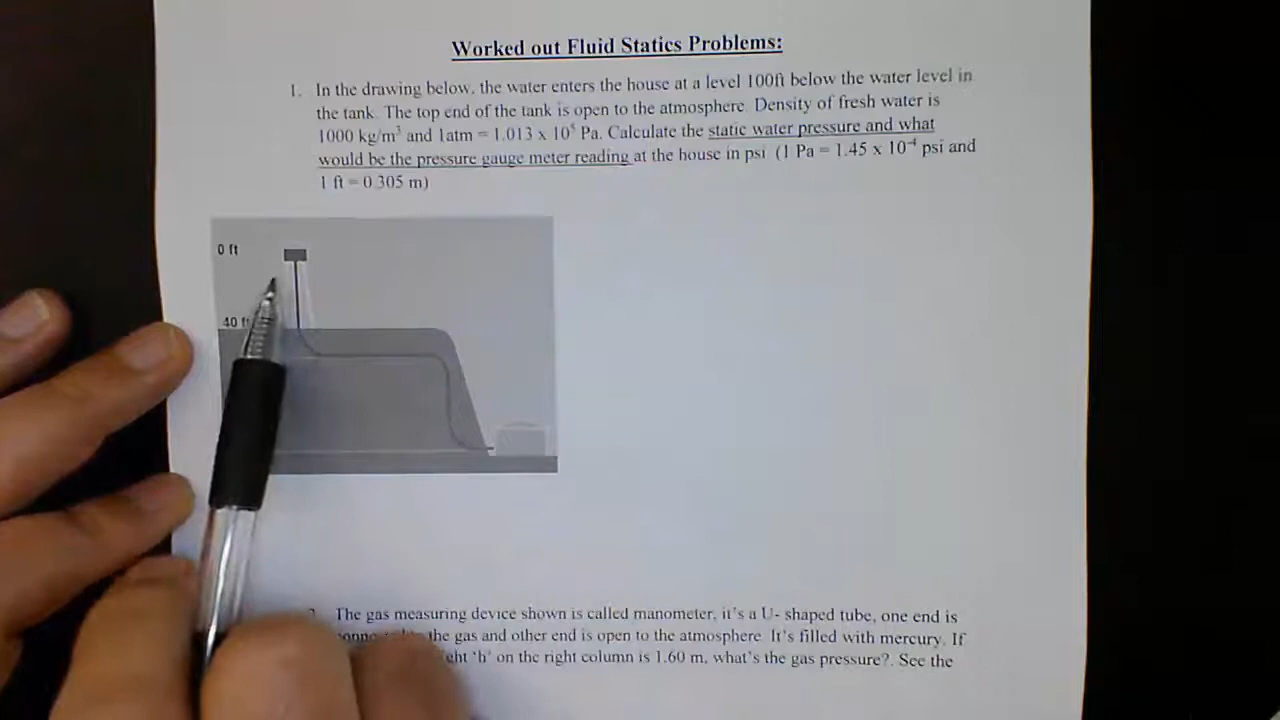 Worked out Fluid Statics Problems:
1. In the drawing below, the water enters the house at a level 100ft below the water level in
the tank. The top end of the tank is open to the atmosphere. Density of fresh water is
1000 kg/m³ and 1atm = 1.013 x 10⁵ Pa. Calculate the static water pressure and what
would be the pressure gauge meter reading at the house in psi (1 Pa = 1.45 x 10⁻⁴ psi and
1 ft = 0.305 m)
0 ft
40 ft
The gas measuring device shown is called manometer, it's a U- shaped tube, one end is
the gas and other end is open to the atmosphere. It's filled with mercury. If
'h' on the right column is 1.60 m, what's the gas pressure?. See the